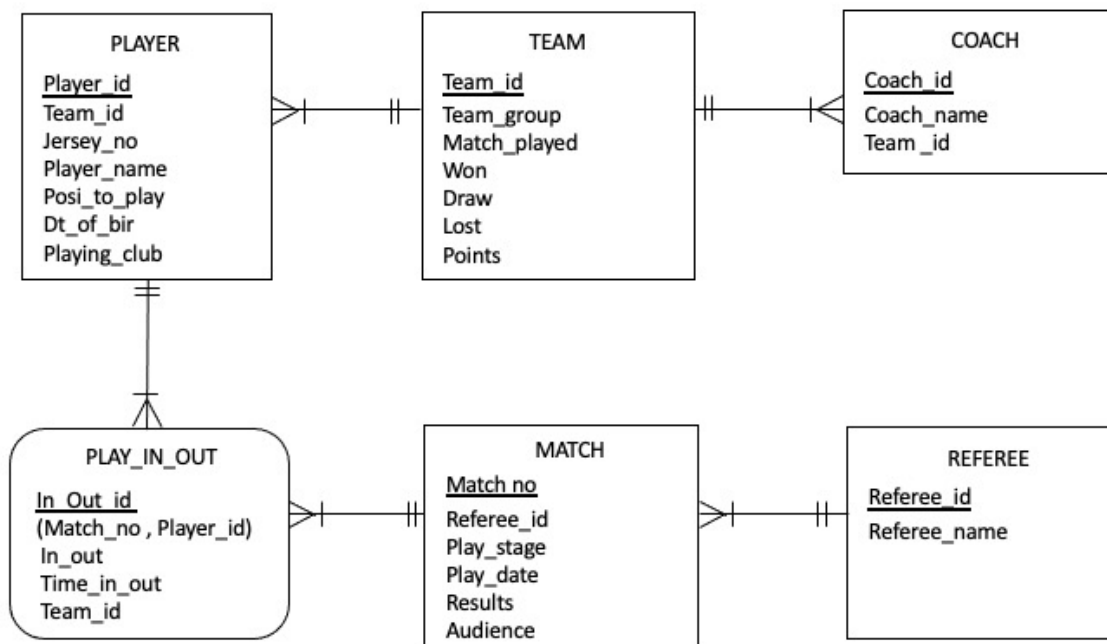 PLAYER
Player_id
Team_id
Jersey_no
Player_name
Posi_to_play
Dt_of_bir
Playing_club
TEAM
Team_id
Team_group
Match_played
Won
Draw
Lost
Points
COACH
Coach_id
Coach_name
Team _id
PLAY_IN_OUT
In_Out_id
(Match_no , Player_id)
In_out
Time_in_out
Team_id
MATCH
Match no
Referee_id
Play_stage
Play_date
Results
Audience
REFEREE
Referee_id
Referee_name